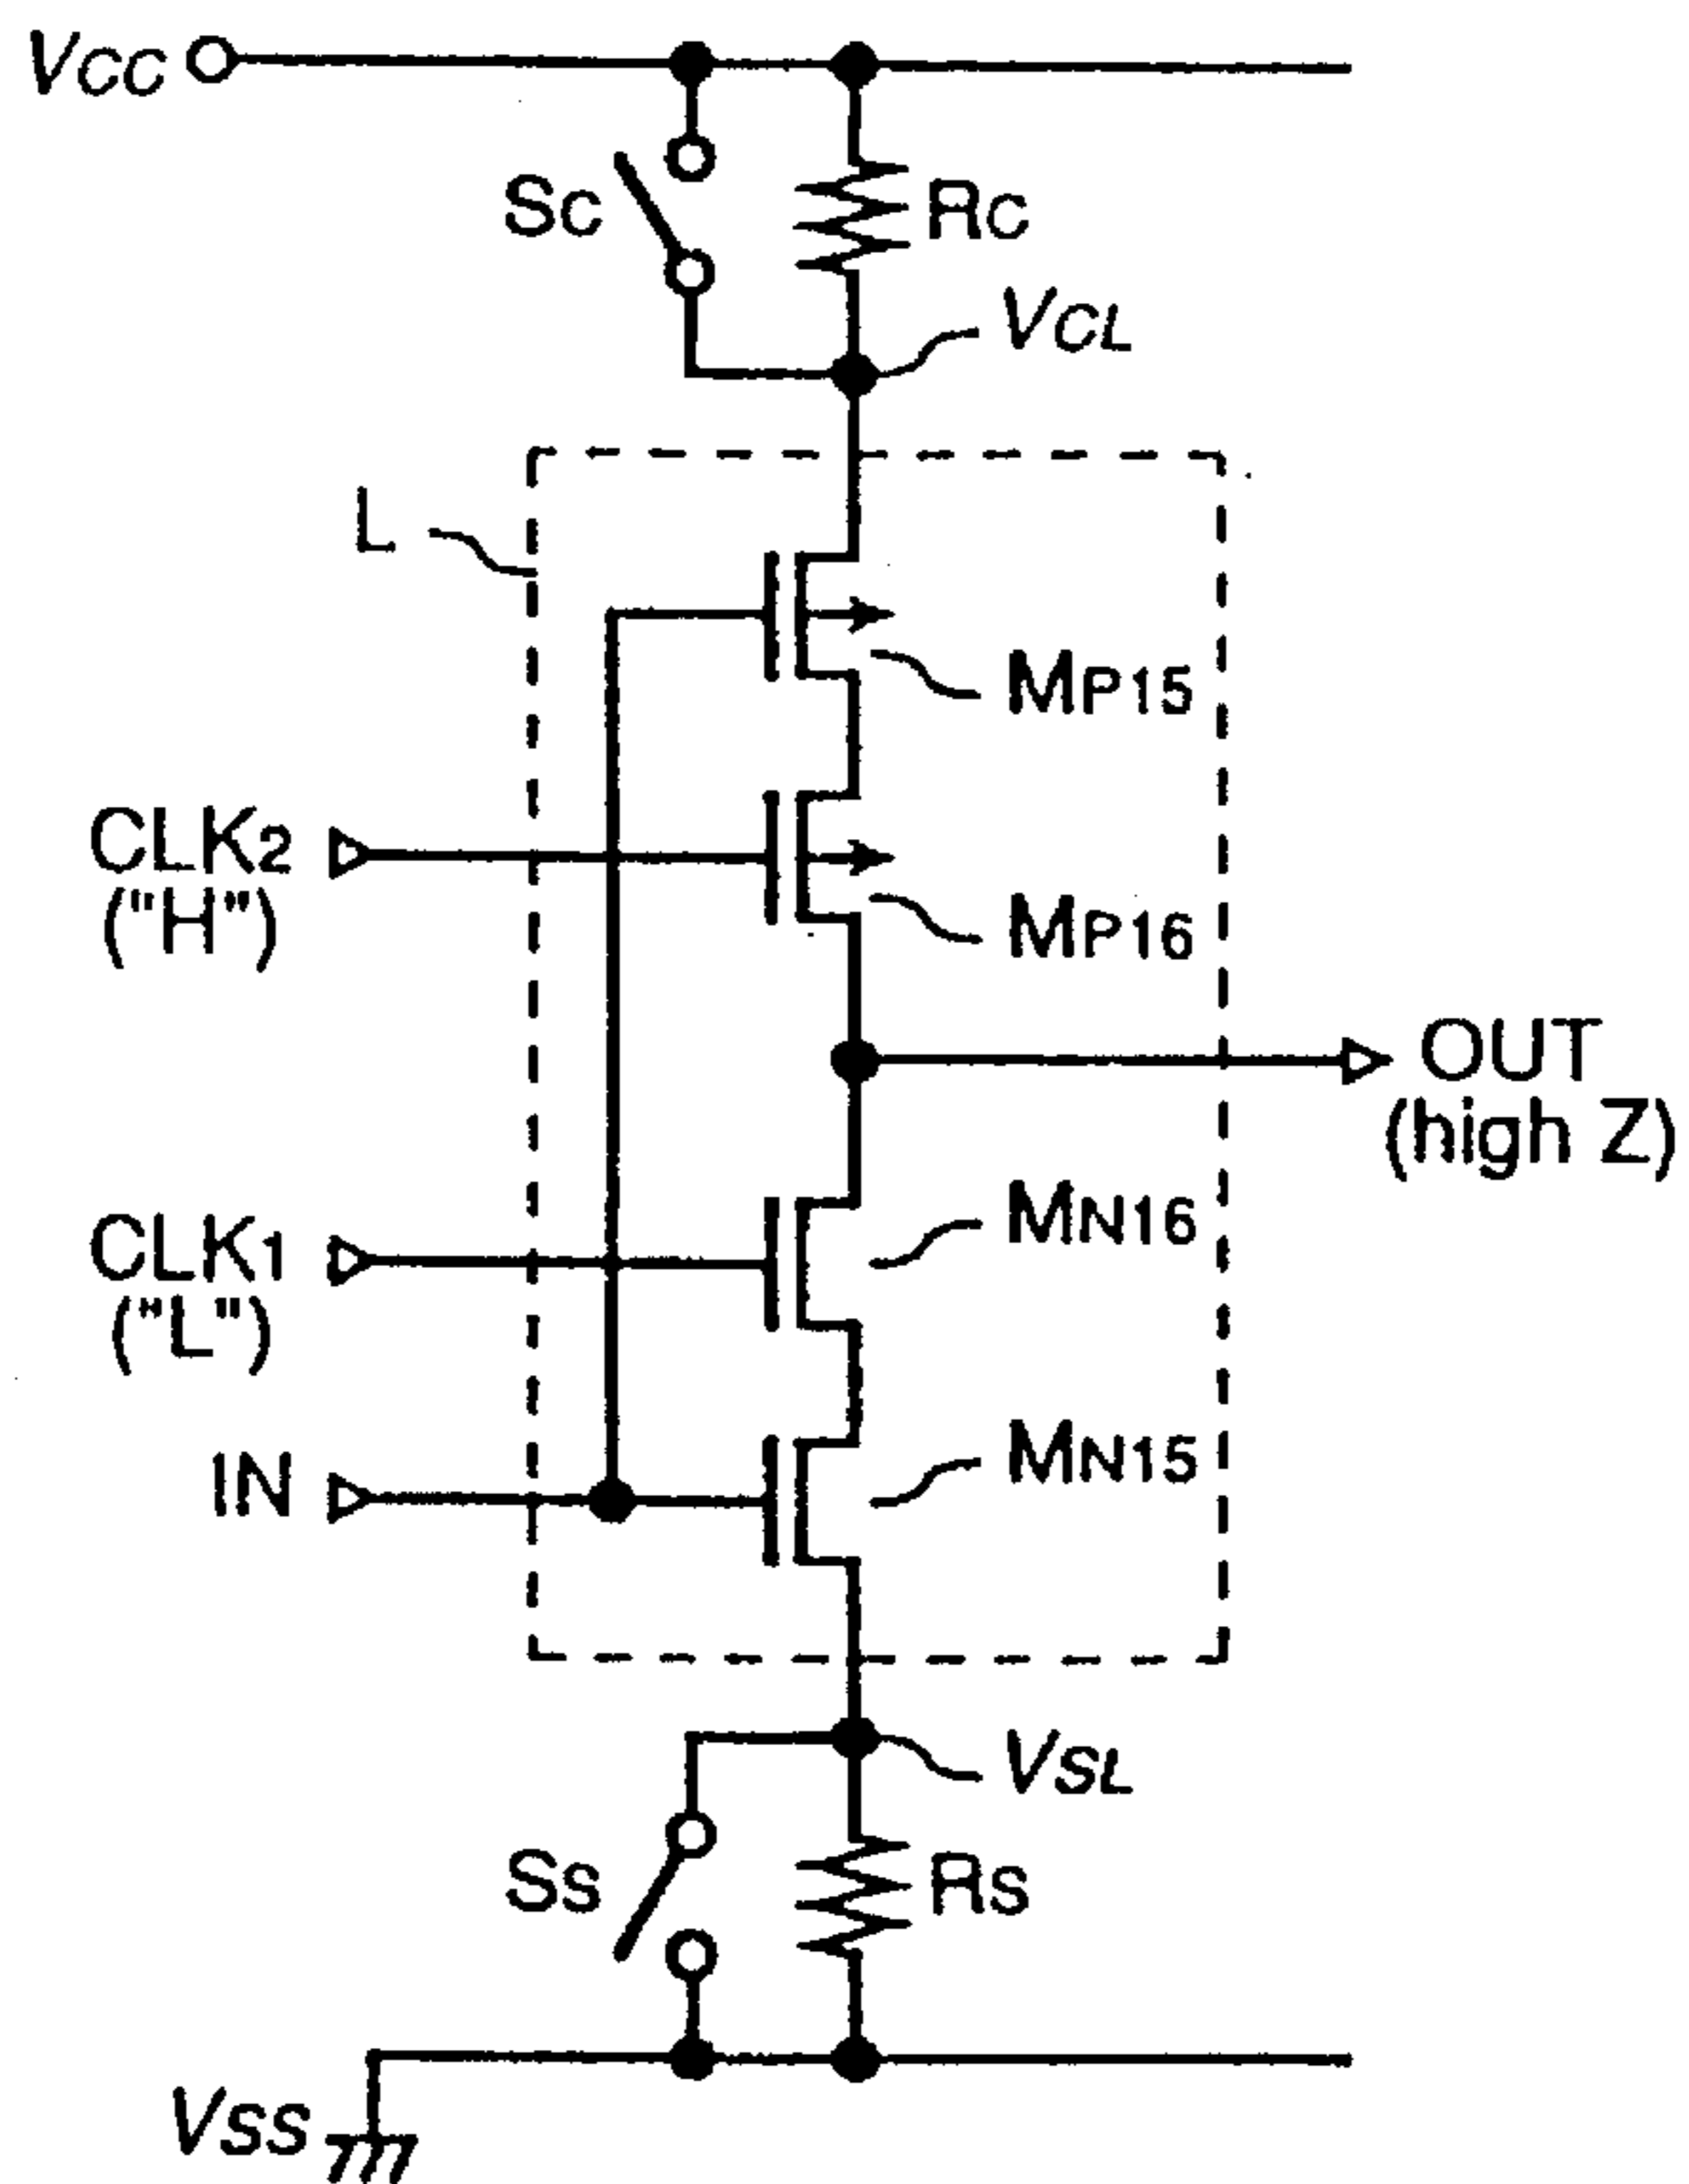 VCC
SC
RC
VCL
L
MP15
CLK2
("H")
MP16
OUT
(high Z)
MN16
CLK1
("L")
MN15
IN
VSL
SS
RS
VSS